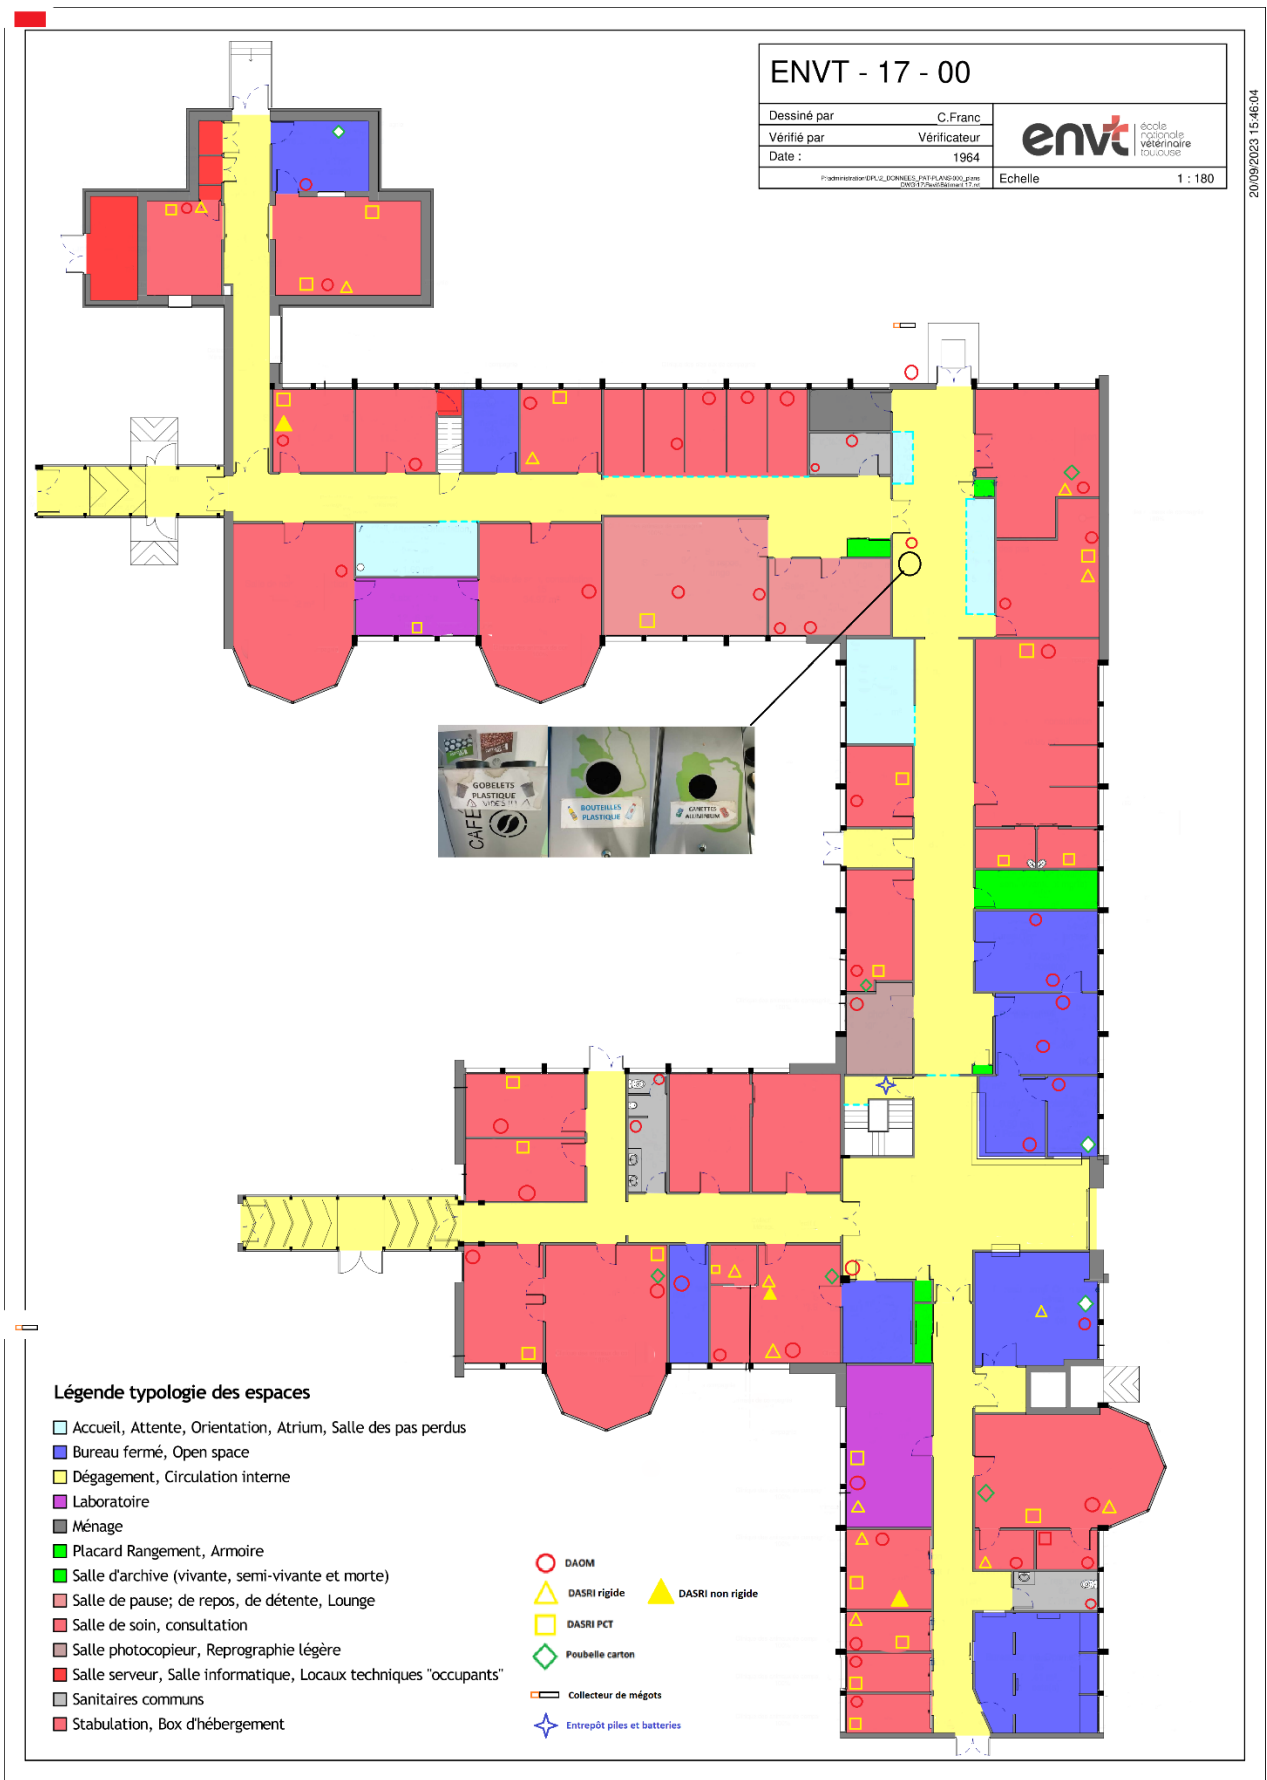 ENVT - 17 - 00
Dessiné par C.Franc
Vérifié par Vérificateur
Date : 1964
envt école nationale vétérinaire toulouse
Echelle 1 : 180
20/09/2023 15:46:04
GOBELETS
PLASTIQUE
VIDES !!!
CAFÉ
BOUTEILLES
PLASTIQUE
CANETTES
ALUMINIUM
Légende typologie des espaces
Accueil, Attente, Orientation, Atrium, Salle des pas perdus
Bureau fermé, Open space
Dégagement, Circulation interne
Laboratoire
Ménage
Placard Rangement, Armoire
Salle d'archive (vivante, semi-vivante et morte)
Salle de pause; de repos, de détente, Lounge
Salle de soin, consultation
Salle photocopieur, Reprographie légère
Salle serveur, Salle informatique, Locaux techniques "occupants"
Sanitaires communs
Stabulation, Box d'hébergement
DAOM
DASRI rigide
DASRI non rigide
DASRI PCT
Poubelle carton
Collecteur de mégots
Entrepôt piles et batteries